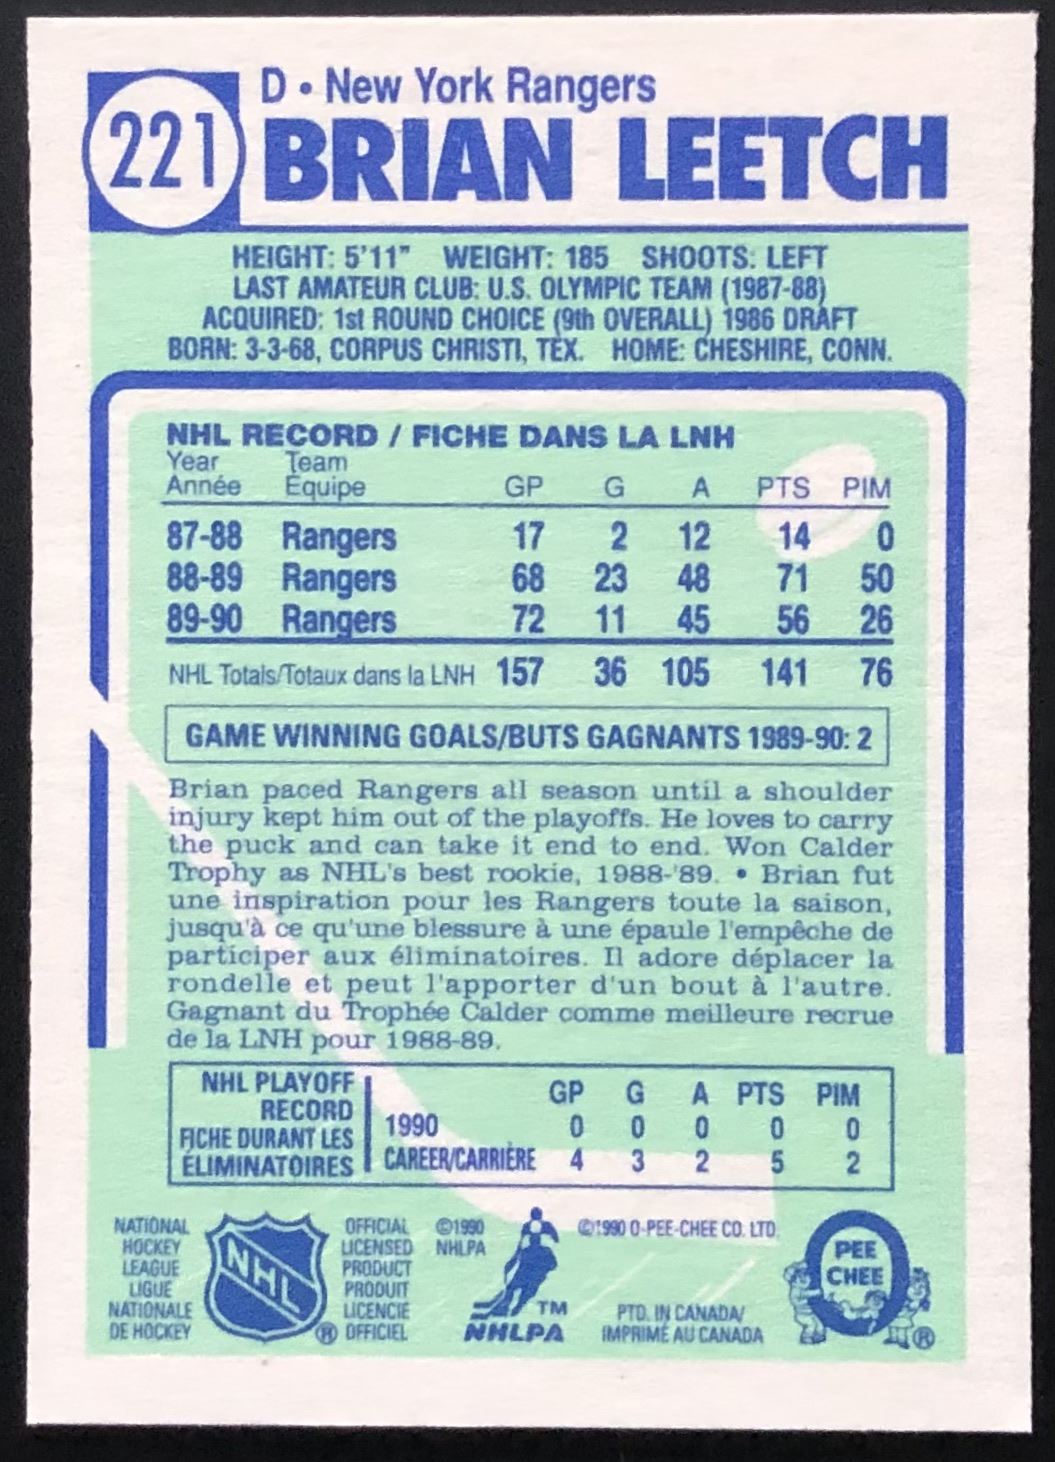 221
D • New York Rangers
BRIAN LEETCH
HEIGHT: 5'11" WEIGHT: 185 SHOOTS: LEFT
LAST AMATEUR CLUB: U.S. OLYMPIC TEAM (1987-88)
ACQUIRED: 1st ROUND CHOICE (9th OVERALL) 1986 DRAFT
BORN: 3-3-68, CORPUS CHRISTI, TEX. HOME: CHESHIRE, CONN.
NHL RECORD / FICHE DANS LA LNH
Year Team
Année Équipe GP G A PTS PIM
87-88 Rangers 17 2 12 14 0
88-89 Rangers 68 23 48 71 50
89-90 Rangers 72 11 45 56 26
NHL Totals/Totaux dans la LNH 157 36 105 141 76
GAME WINNING GOALS/BUTS GAGNANTS 1989-90: 2
Brian paced Rangers all season until a shoulder
injury kept him out of the playoffs. He loves to carry
the puck and can take it end to end. Won Calder
Trophy as NHL's best rookie, 1988-'89. • Brian fut
une inspiration pour les Rangers toute la saison,
jusqu'à ce qu'une blessure à une épaule l'empêche de
participer aux éliminatoires. Il adore déplacer la
rondelle et peut l'apporter d'un bout à l'autre.
Gagnant du Trophée Calder comme meilleure recrue
de la LNH pour 1988-89.
NHL PLAYOFF
RECORD
FICHE DURANT LES
ÉLIMINATOIRES
GP G A PTS PIM
1990 0 0 0 0 0
CAREER/CARRIÈRE 4 3 2 5 2
NATIONAL
HOCKEY
LEAGUE
LIGUE
NATIONALE
DE HOCKEY
NHL
®
OFFICIAL
LICENSED
PRODUCT
PRODUIT
LICENCIÉ
OFFICIEL
©1990
NHLPA
TM
NHLPA
©1990 O-PEE-CHEE CO. LTD.
PTD. IN CANADA/
IMPRIMÉ AU CANADA
PEE
CHEE
®